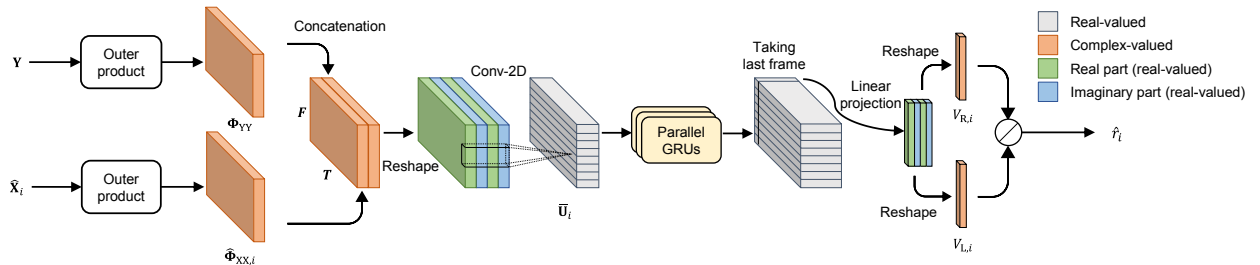 Y
Outer
product
Φ_YY
X̂_i
Outer
product
Φ̂_XX,i
Concatenation
F
T
Reshape
Conv-2D
Ū_i
Parallel
GRUs
Taking
last frame
Linear
projection
Reshape
V_R,i
Reshape
V_L,i
r̂_i
Real-valued
Complex-valued
Real part (real-valued)
Imaginary part (real-valued)